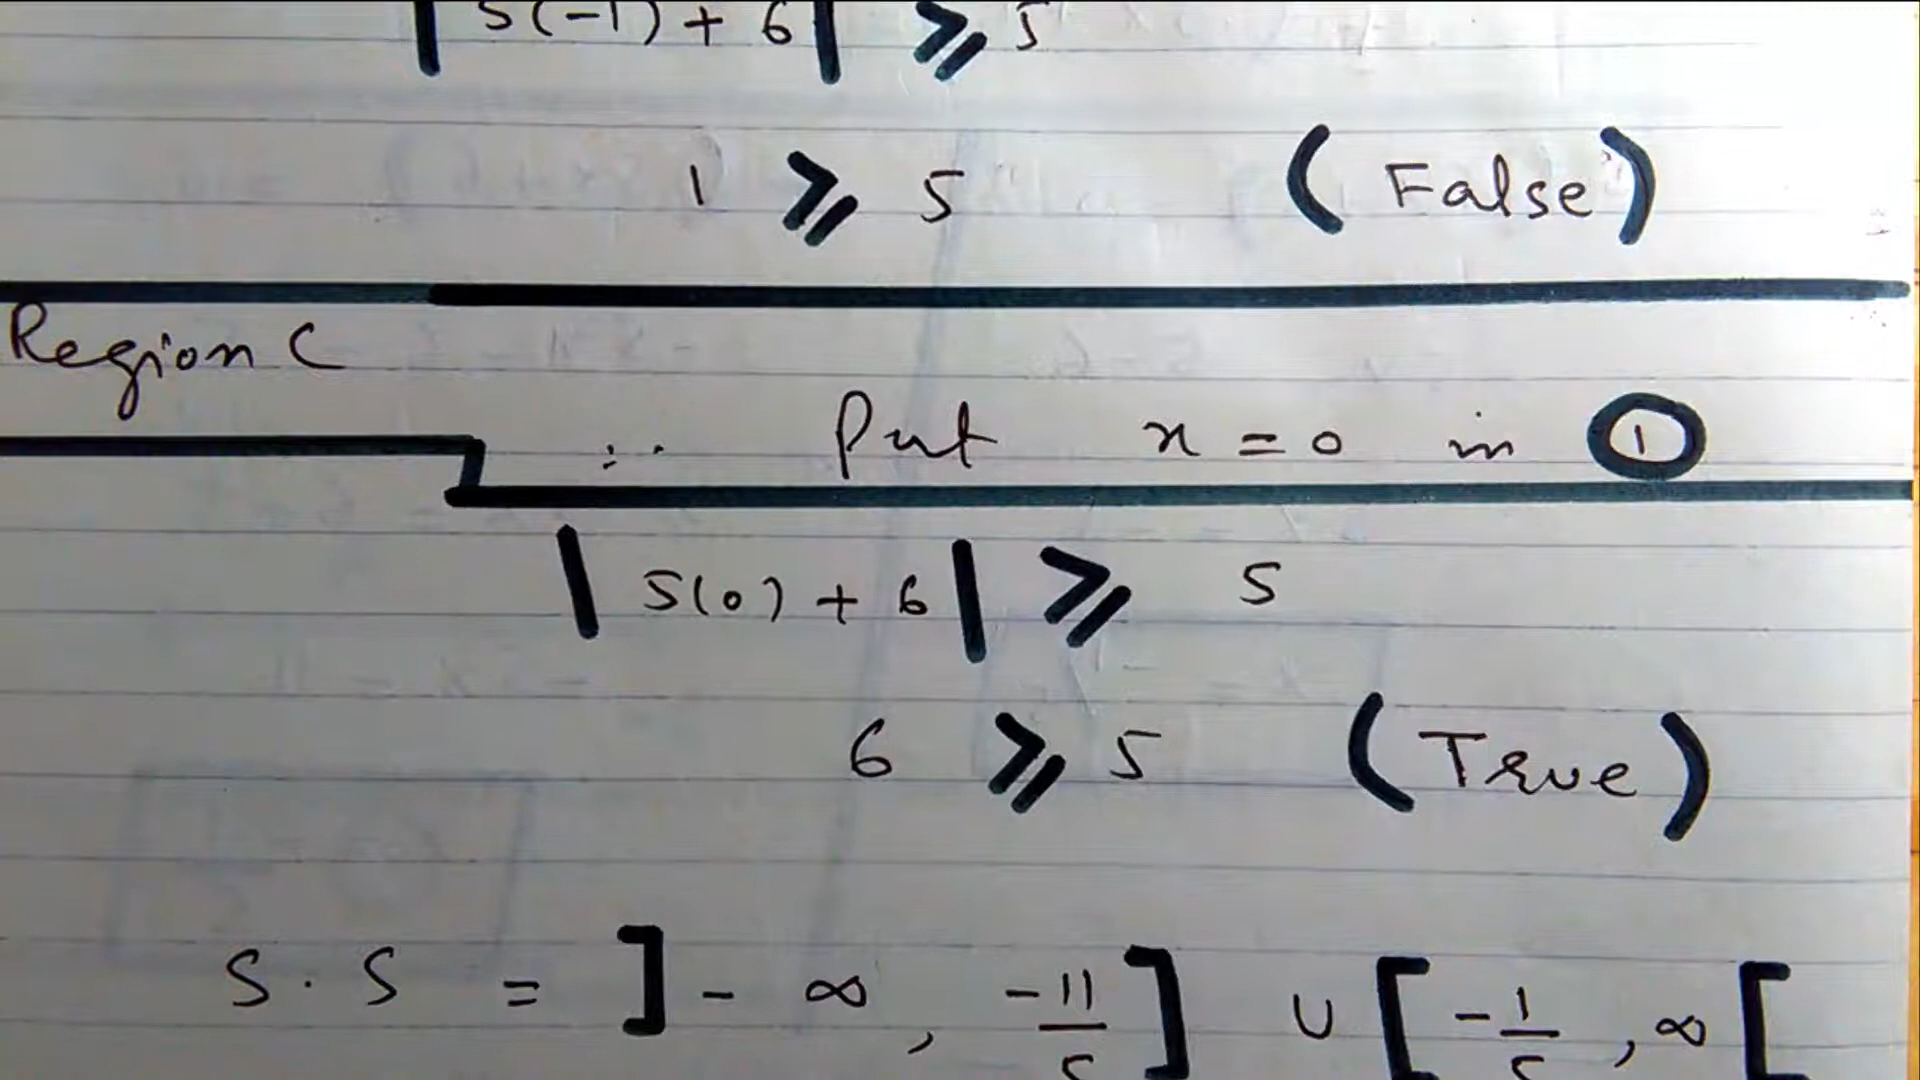 |5(-1) + 6| ⩾ 5
1 ⩾ 5 (False)
Region C
∴ Put x = 0 in ①
|5(0) + 6| ⩾ 5
6 ⩾ 5 (True)
S.S = ]-∞, -11/5] ∪ [-1/5, ∞[